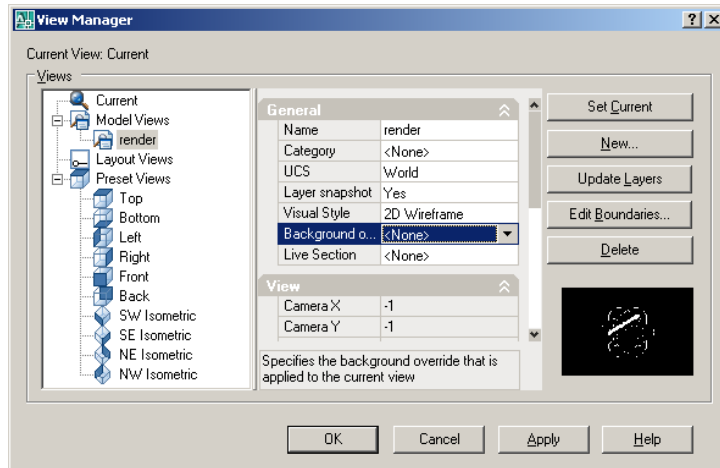 View Manager
Current View: Current
Views
Current
Model Views
render
Layout Views
Preset Views
Top
Bottom
Left
Right
Front
Back
SW Isometric
SE Isometric
NE Isometric
NW Isometric
General
Name render
Category <None>
UCS World
Layer snapshot Yes
Visual Style 2D Wireframe
Background o... <None>
Live Section <None>
View
Camera X -1
Camera Y -1
Specifies the background override that is
applied to the current view
Set Current
New...
Update Layers
Edit Boundaries...
Delete
OK Cancel Apply Help